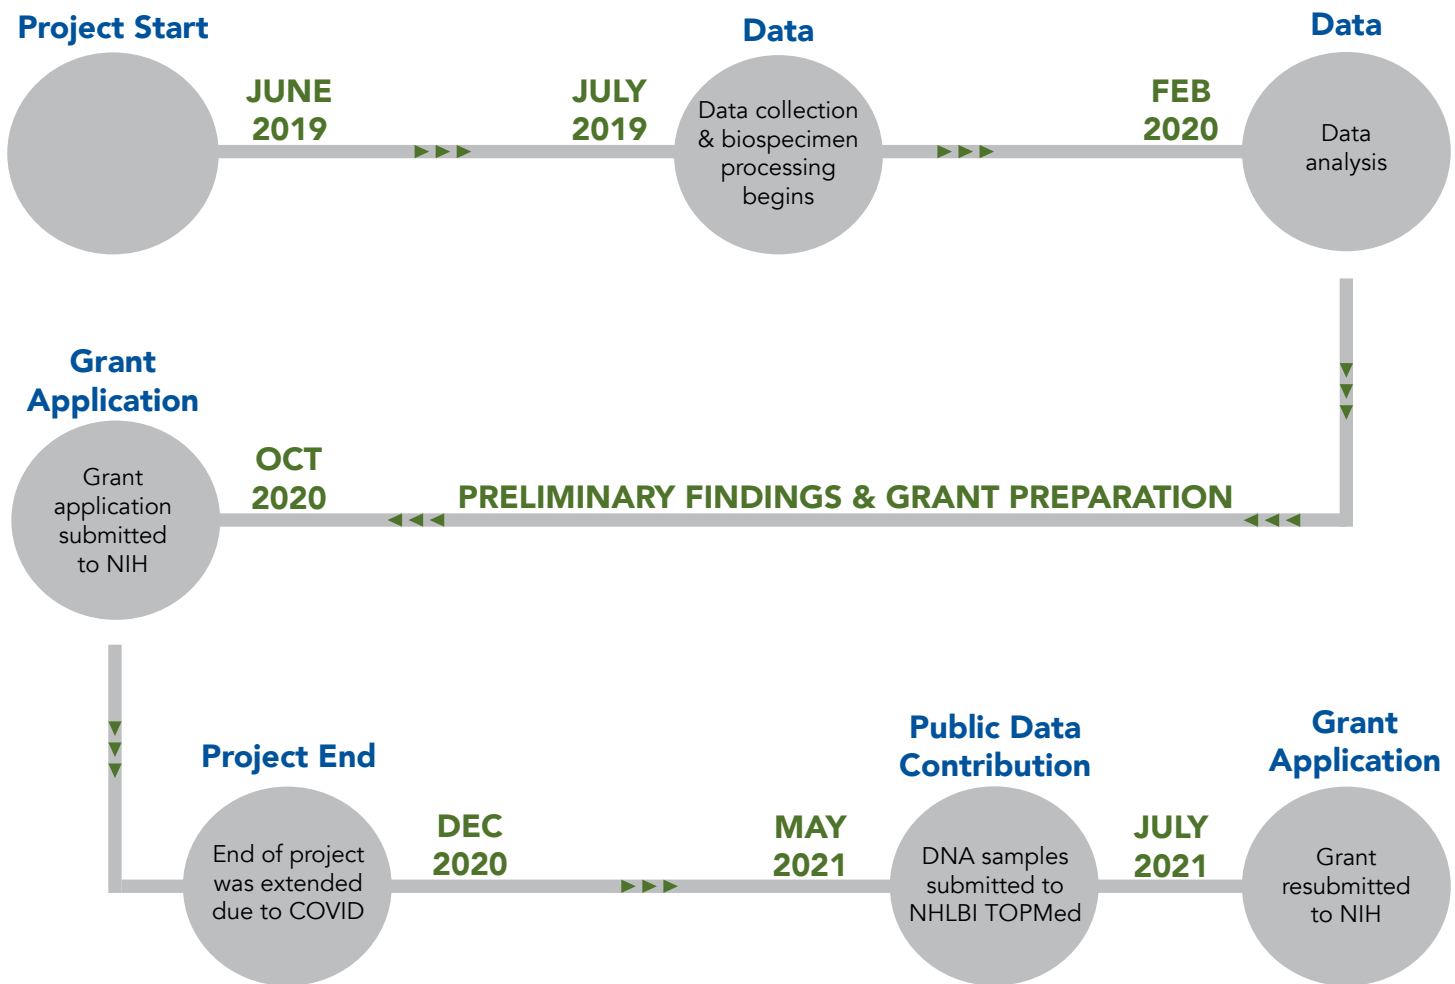 Project Start
JUNE
2019
JULY
2019
Data
Data collection
& biospecimen
processing
begins
FEB
2020
Data
Data
analysis
PRELIMINARY FINDINGS & GRANT PREPARATION
OCT
2020
Grant
Application
Grant
application
submitted
to NIH
Project End
End of project
was extended
due to COVID
DEC
2020
MAY
2021
Public Data
Contribution
DNA samples
submitted to
NHLBI TOPMed
JULY
2021
Grant
Application
Grant
resubmitted
to NIH